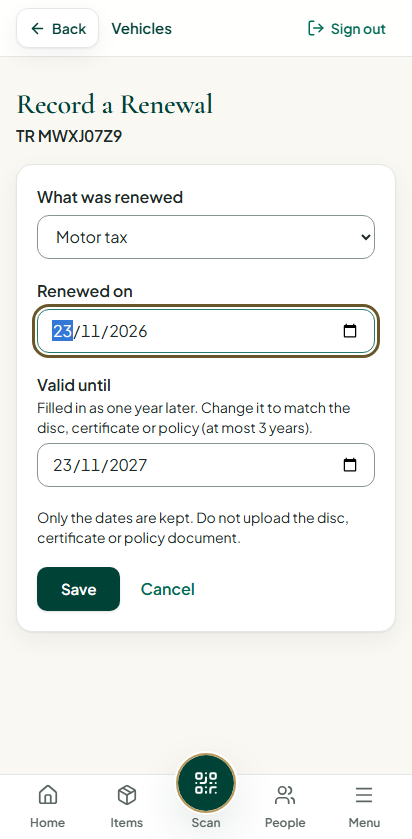 Back
Vehicles
Sign out
Record a Renewal
TR MWXJ07Z9
What was renewed
Motor tax
Renewed on
23/11/2026
Valid until
Filled in as one year later. Change it to match the
disc, certificate or policy (at most 3 years).
23/11/2027
Only the dates are kept. Do not upload the disc,
certificate or policy document.
Save
Cancel
Home
Items
Scan
People
Menu